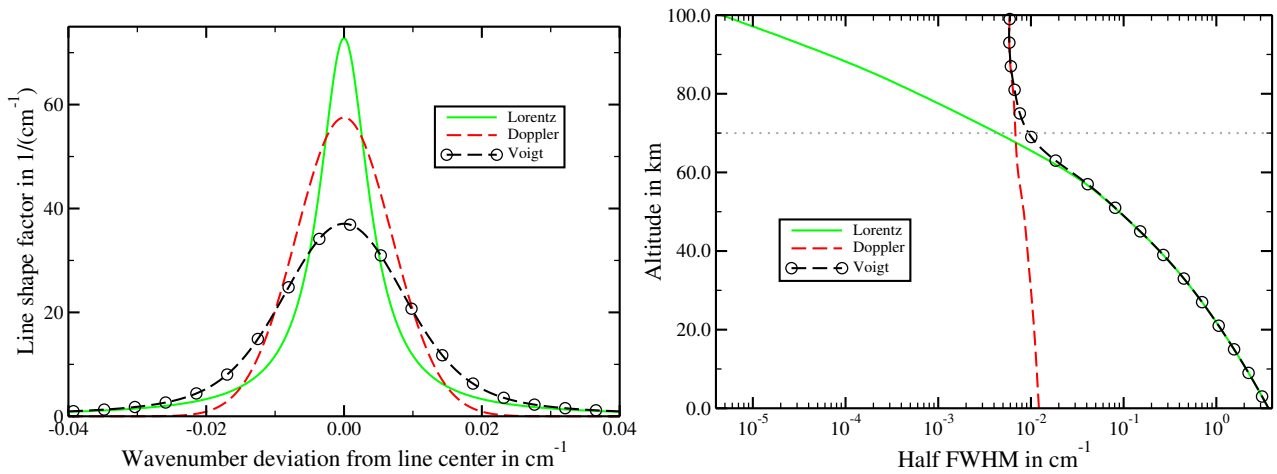 Line shape factor in 1/(cm⁻¹)
60
40
20
0
-0.04
-0.02
0.00
0.02
0.04
Wavenumber deviation from line center in cm⁻¹
Lorentz
Doppler
Voigt
Altitude in km
100.0
80.0
60.0
40.0
20.0
0.0
10⁻⁵
10⁻⁴
10⁻³
10⁻²
10⁻¹
10⁰
Half FWHM in cm⁻¹
Lorentz
Doppler
Voigt